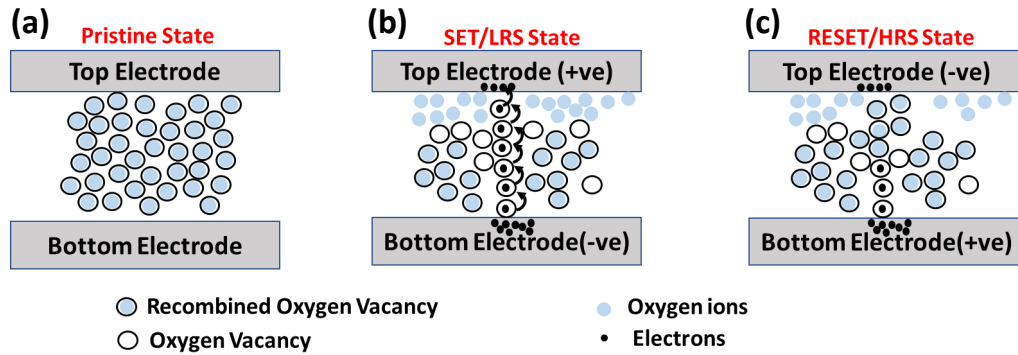 (a)
Pristine State
Top Electrode
Bottom Electrode
(b)
SET/LRS State
Top Electrode (+ve)
Bottom Electrode(-ve)
(c)
RESET/HRS State
Top Electrode (-ve)
Bottom Electrode(+ve)
Recombined Oxygen Vacancy
Oxygen Vacancy
Oxygen ions
Electrons